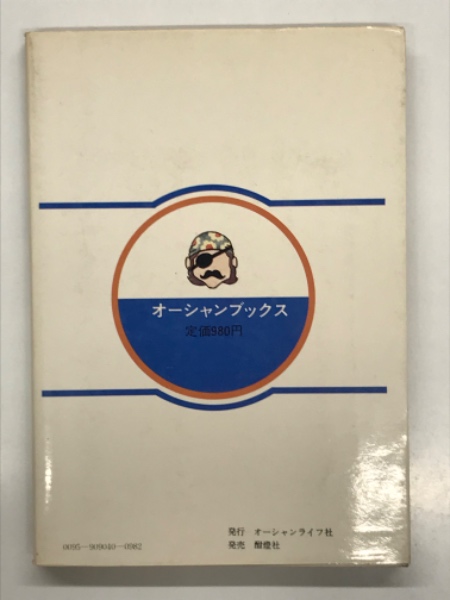 オーシャンブックス
定価980円
発行 オーシャンライフ社
発売 酣燈社
0095—909040—0982